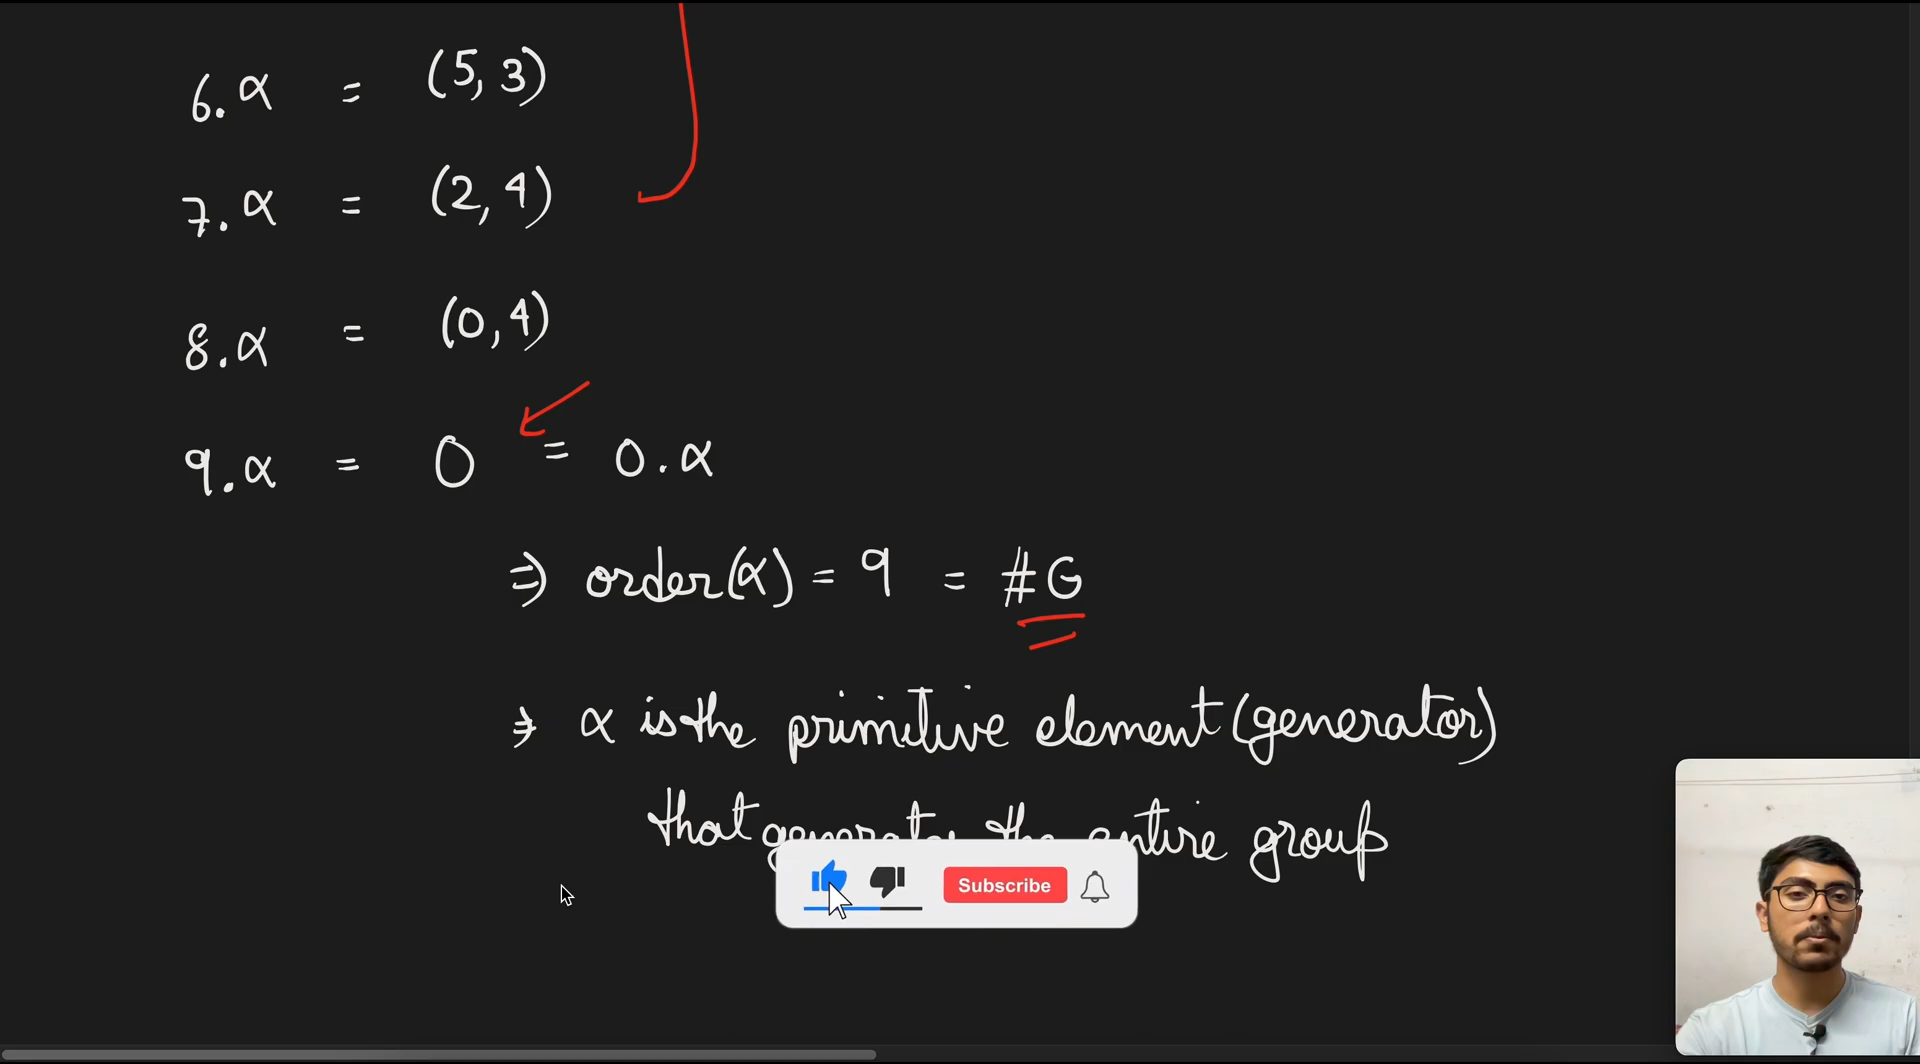 6.α = (5, 3)
7.α = (2, 4)
8.α = (0, 4)
9.α = O = 0.α
⇒ order(α) = 9 = #G
⇒ α is the primitive element (generator)
that the entire group
Subscribe